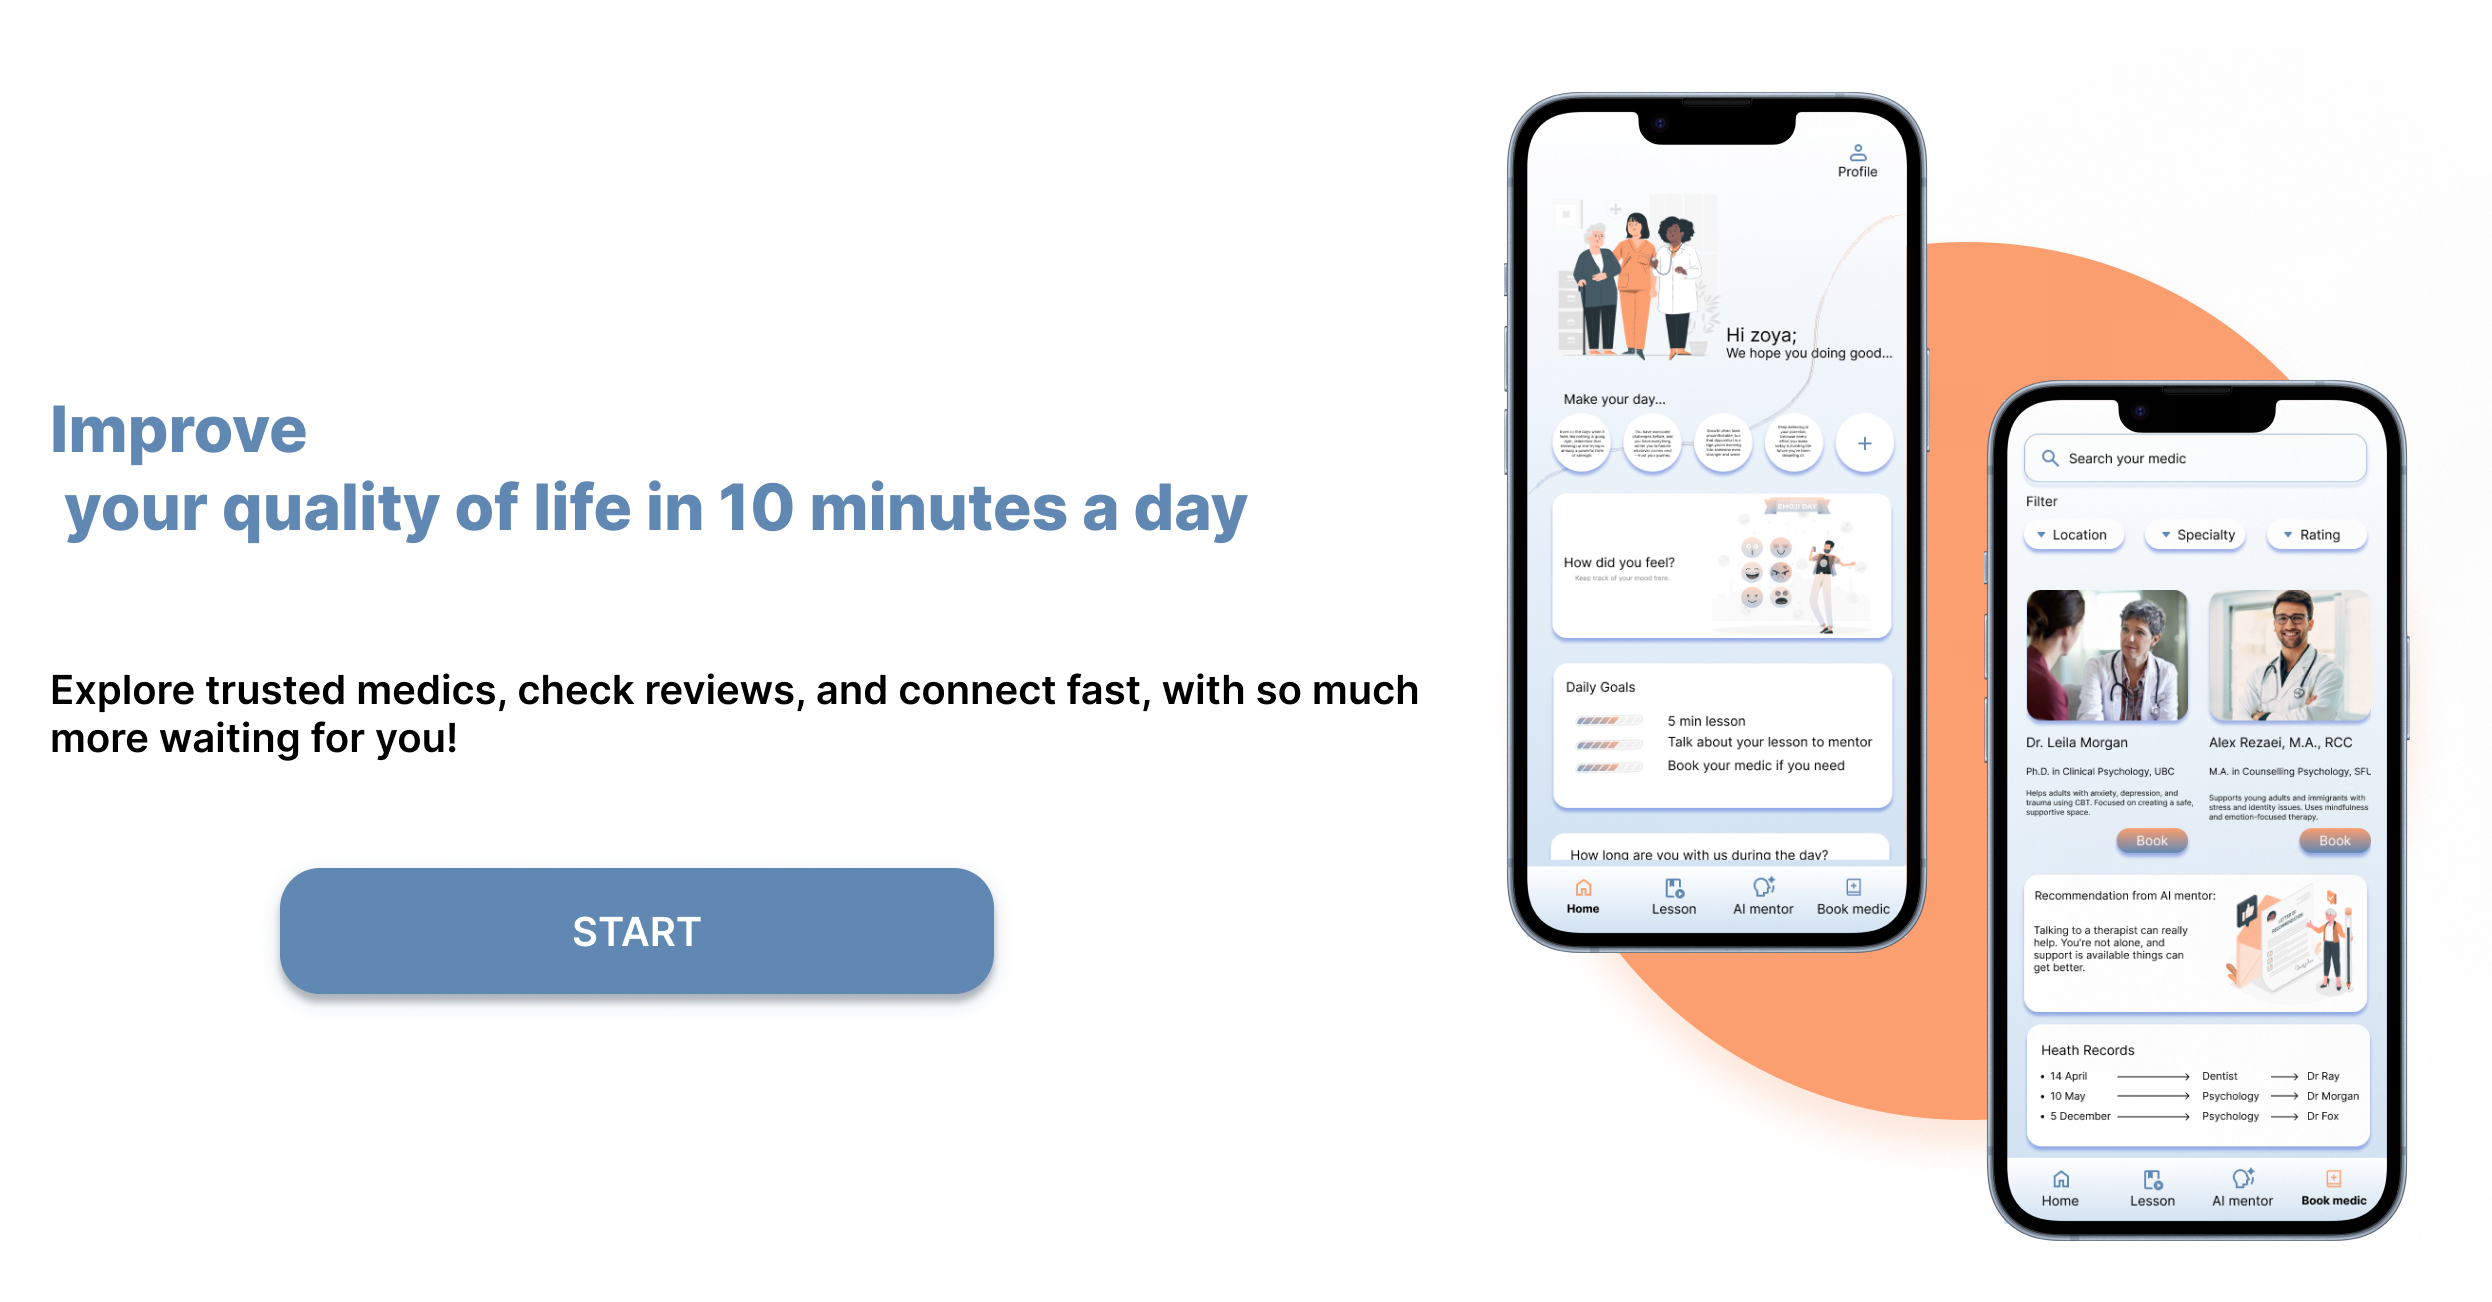 Improve
your quality of life in 10 minutes a day
Explore trusted medics, check reviews, and connect fast, with so much
more waiting for you!
START
Profile
Hi zoya;
We hope you doing good...
Make your day...
+
EMOJI DAY
How did you feel?
Keep track of your mood here.
Daily Goals
5 min lesson
Talk about your lesson to mentor
Book your medic if you need
How long are you with us during the day?
Home
Lesson
AI mentor
Book medic
Search your medic
Filter
Location
Specialty
Rating
Dr. Leila Morgan
Ph.D. in Clinical Psychology, UBC
Helps adults with anxiety, depression, and
trauma using CBT. Focused on creating a safe,
supportive space.
Book
Alex Rezaei, M.A., RCC
M.A. in Counselling Psychology, SFU
Supports young adults and immigrants with
stress and identity issues. Uses mindfulness
and emotion-focused therapy.
Book
Recommendation from AI mentor:
Talking to a therapist can really
help. You're not alone, and
support is available things can
get better.
LETTER OF
RECOMMENDATION
Heath Records
• 14 April Dentist Dr Ray
• 10 May Psychology Dr Morgan
• 5 December Psychology Dr Fox
Home
Lesson
AI mentor
Book medic